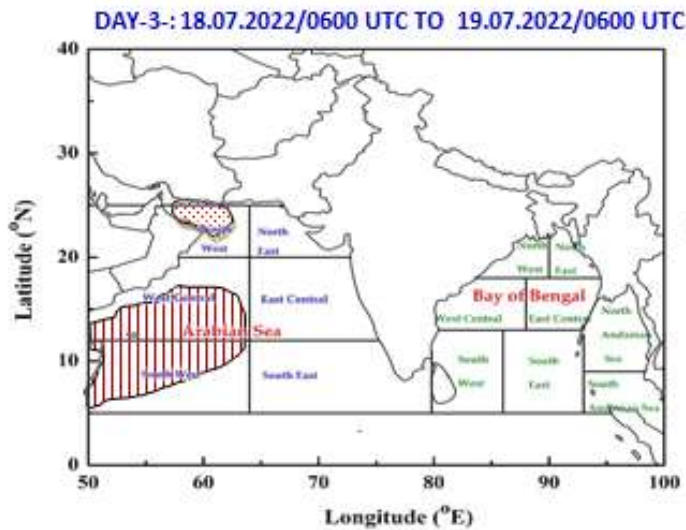 DAY-3-: 18.07.2022/0600 UTC TO 19.07.2022/0600 UTC
40
30
20
10
0
Latitude (°N)
West
North
East
North
West
North
East
West Central
East Central
Arabian Sea
Bay of Bengal
West Central
East Central
North
Andaman
Sea
South West
South East
South
West
South
East
South
Andaman Sea
50
60
70
80
90
100
Longitude (°E)